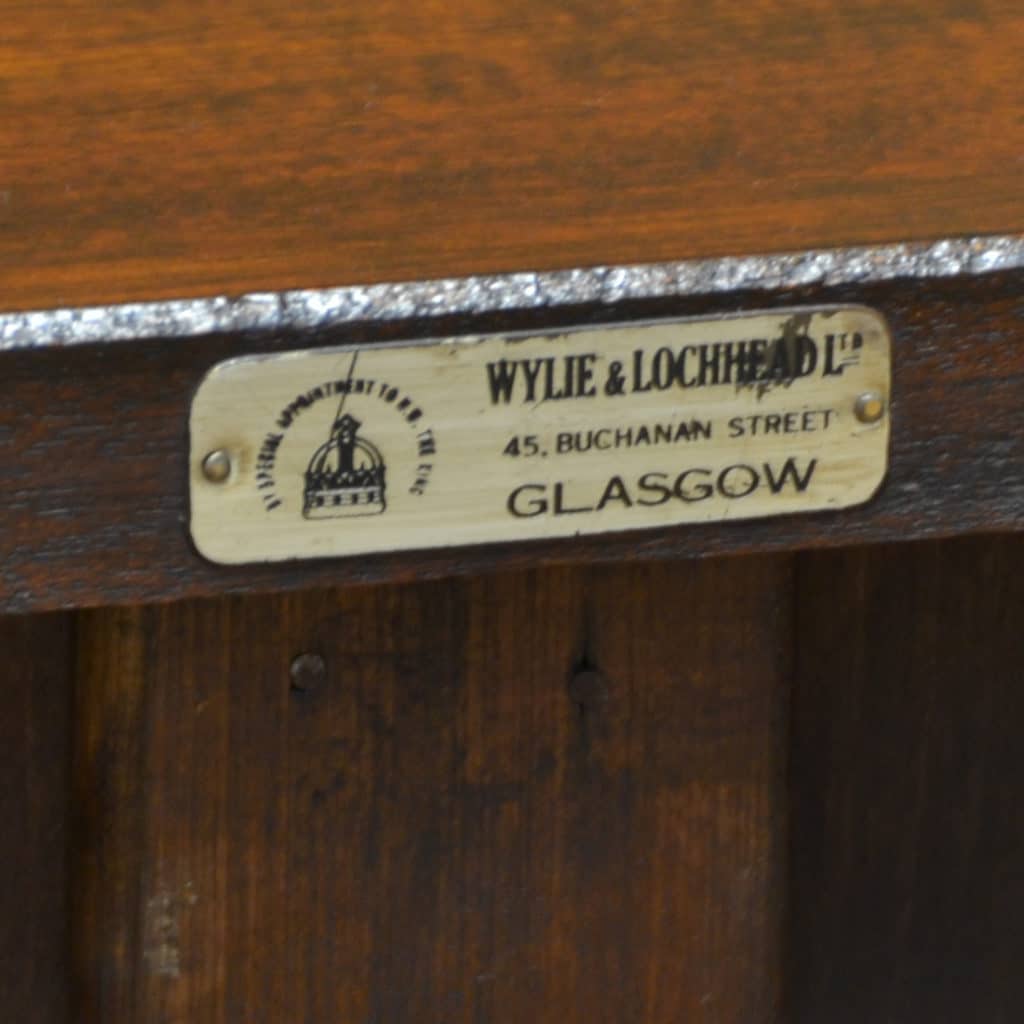 BY SPECIAL APPOINTMENT TO H.M. THE KING
WYLIE & LOCHHEAD LTD
45, BUCHANAN STREET
GLASGOW